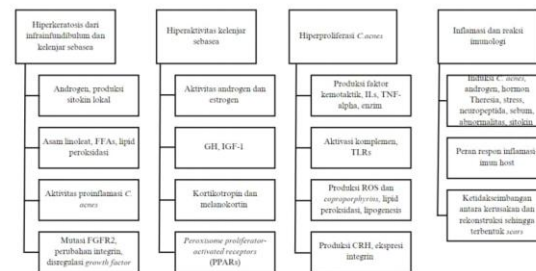 Hiperkeratosis dari
infrainfundibulum dan
kelenjar sebasea
Androgen, produksi
sitokin lokal
Asam linoleat, FFAs, lipid
peroksidasi
Aktivitas proinflamasi C.
acnes
Mutasi FGFR2,
perubahan integrin,
disregulasi growth factor
Hiperaktivitas kelenjar
sebasea
Aktivitas androgen dan
estrogen
GH, IGF-1
Kortikotropin dan
melanokortin
Peroxisome proliferator-
activated receptors
(PPARs)
Hiperproliferasi C.acnes
Produksi faktor
kemotaktik, ILs, TNF-
alpha, enzim
Aktivasi komplemen,
TLRs
Produksi ROS dan
coproporphyrins, lipid
peroksidasi, lipogenesis
Produksi CRH, ekspresi
integrin
Inflamasi dan reaksi
imunologi
Induksi C. acnes,
androgen, hormon
Theresia, stress,
neuropeptida, sebum,
abnormalitas, sitokin
Peran respon inflamasi
imun host
Ketidakseimbangan
antara kerusakan dan
rekonstruksi sehingga
terbentuk scars